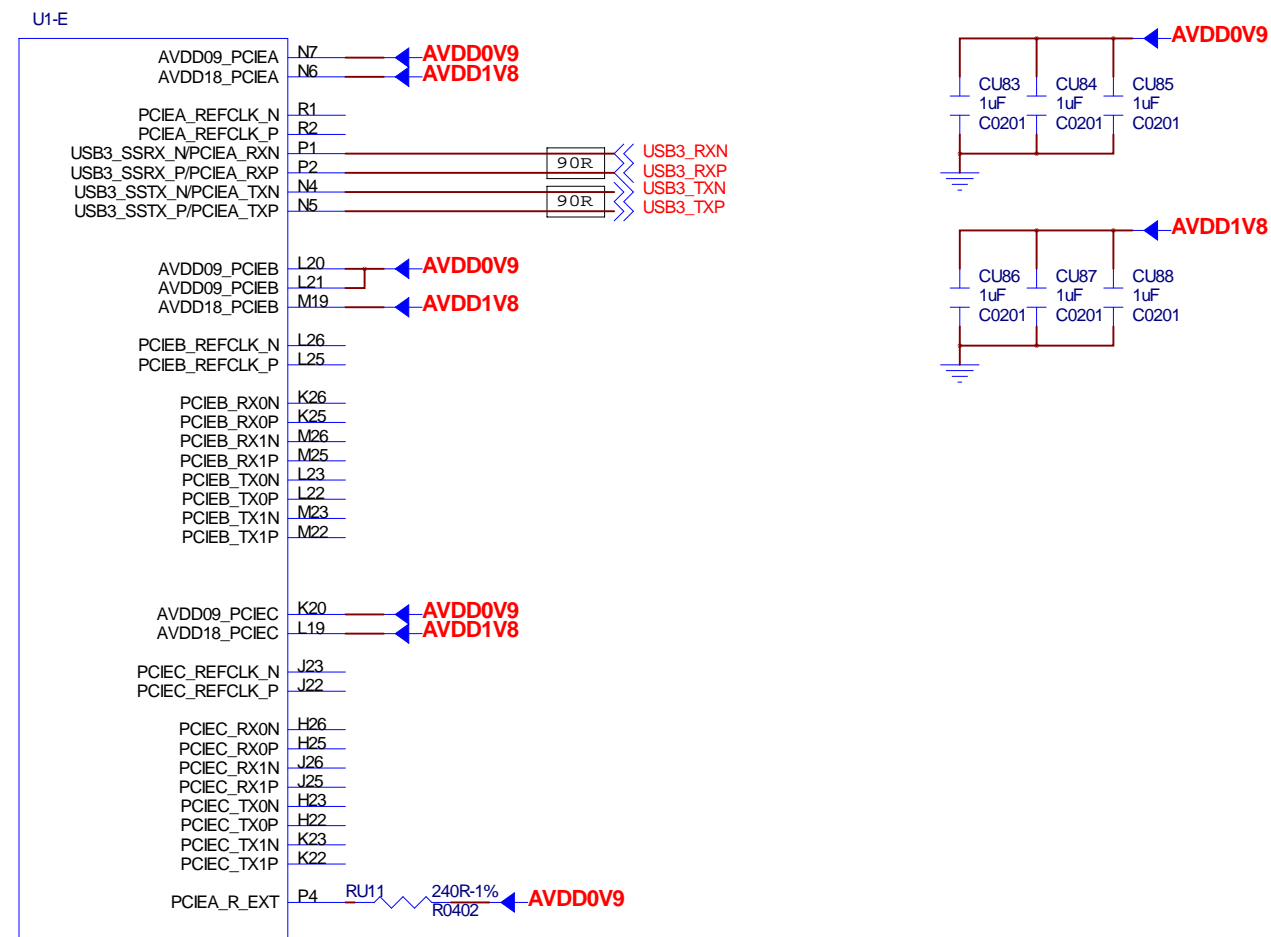 U1-E
AVDD09_PCIEA N7 AVDD0V9
AVDD18_PCIEA N6 AVDD1V8
PCIEA_REFCLK_N R1
PCIEA_REFCLK_P R2
USB3_SSRX_N/PCIEA_RXN P1 90R USB3_RXN
USB3_SSRX_P/PCIEA_RXP P2 USB3_RXP
USB3_SSTX_N/PCIEA_TXN N4 90R USB3_TXN
USB3_SSTX_P/PCIEA_TXP N5 USB3_TXP
AVDD09_PCIEB L20 AVDD0V9
AVDD09_PCIEB L21
AVDD18_PCIEB M19 AVDD1V8
PCIEB_REFCLK_N L26
PCIEB_REFCLK_P L25
PCIEB_RX0N K26
PCIEB_RX0P K25
PCIEB_RX1N M26
PCIEB_RX1P M25
PCIEB_TX0N L23
PCIEB_TX0P L22
PCIEB_TX1N M23
PCIEB_TX1P M22
AVDD09_PCIEC K20 AVDD0V9
AVDD18_PCIEC L19 AVDD1V8
PCIEC_REFCLK_N J23
PCIEC_REFCLK_P J22
PCIEC_RX0N H26
PCIEC_RX0P H25
PCIEC_RX1N J26
PCIEC_RX1P J25
PCIEC_TX0N H23
PCIEC_TX0P H22
PCIEC_TX1N K23
PCIEC_TX1P K22
PCIEA_R_EXT P4 RU11 240R-1% AVDD0V9
R0402
AVDD0V9
CU83 CU84 CU85
1uF 1uF 1uF
C0201 C0201 C0201
AVDD1V8
CU86 CU87 CU88
1uF 1uF 1uF
C0201 C0201 C0201